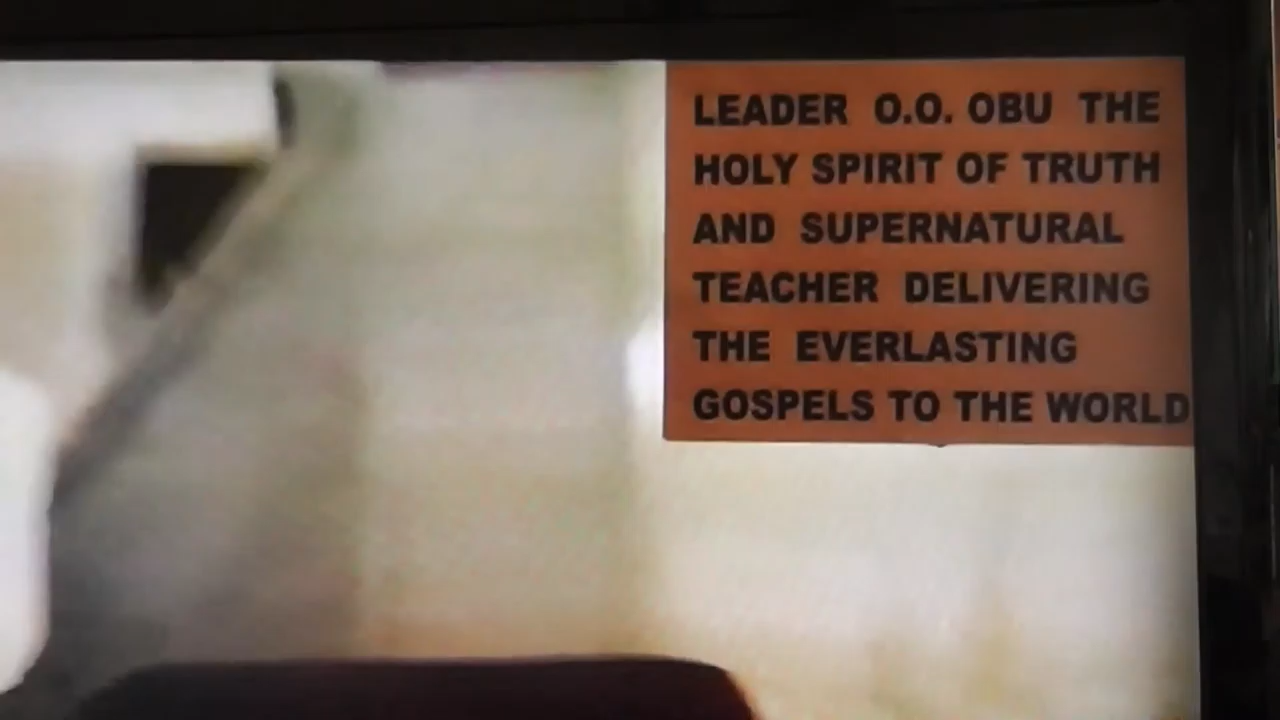 LEADER O.O. OBU THE
HOLY SPIRIT OF TRUTH
AND SUPERNATURAL
TEACHER DELIVERING
THE EVERLASTING
GOSPELS TO THE WORLD